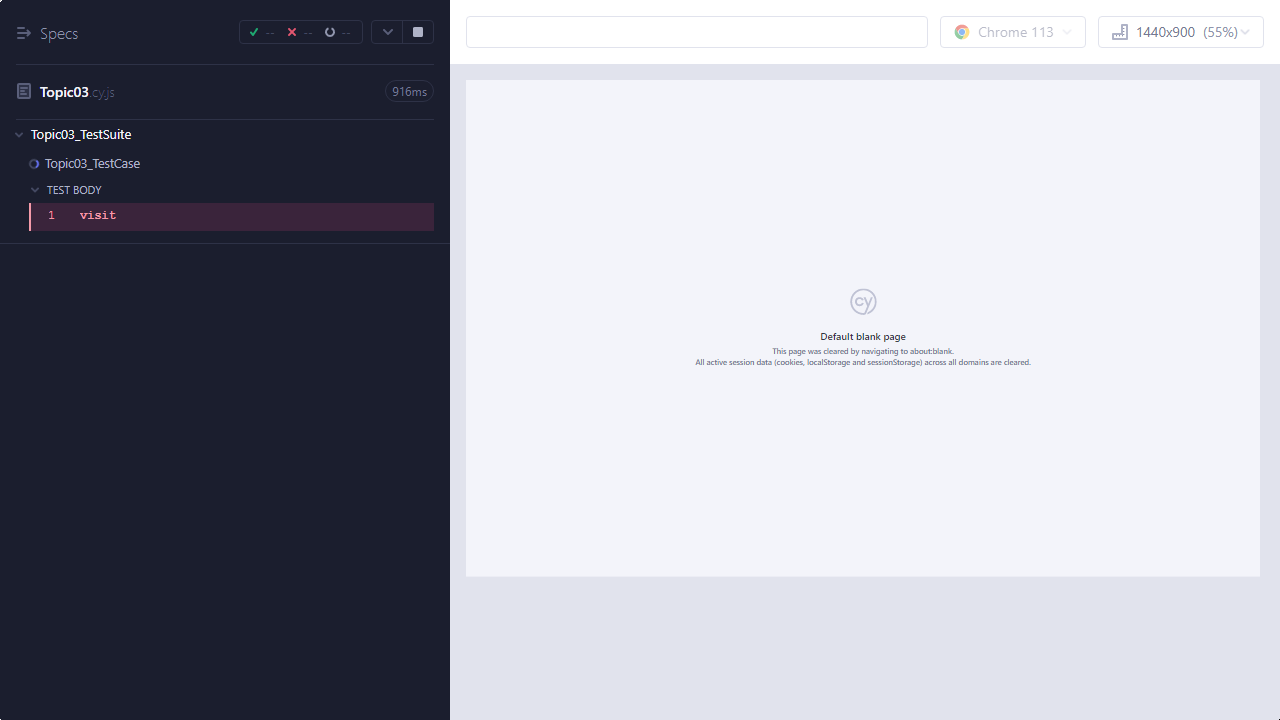 Specs
-- -- --
Chrome 113
1440x900 (55%)
Topic03.cy.js
916ms
Topic03_TestSuite
Topic03_TestCase
TEST BODY
1 visit
cy
Default blank page
This page was cleared by navigating to about:blank.
All active session data (cookies, localStorage and sessionStorage) across all domains are cleared.